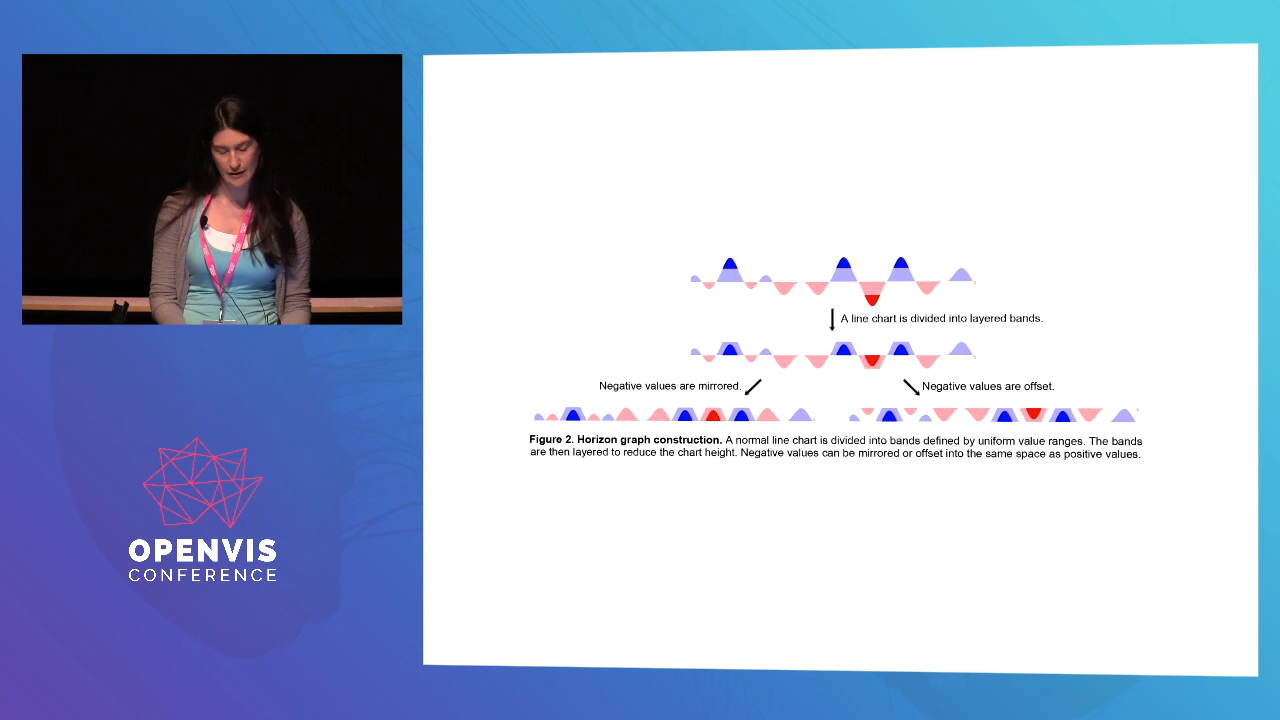 A line chart is divided into layered bands.
Negative values are mirrored.
Negative values are offset.
Figure 2. Horizon graph construction. A normal line chart is divided into bands defined by uniform value ranges. The bands
are then layered to reduce the chart height. Negative values can be mirrored or offset into the same space as positive values.
OPENVIS
CONFERENCE